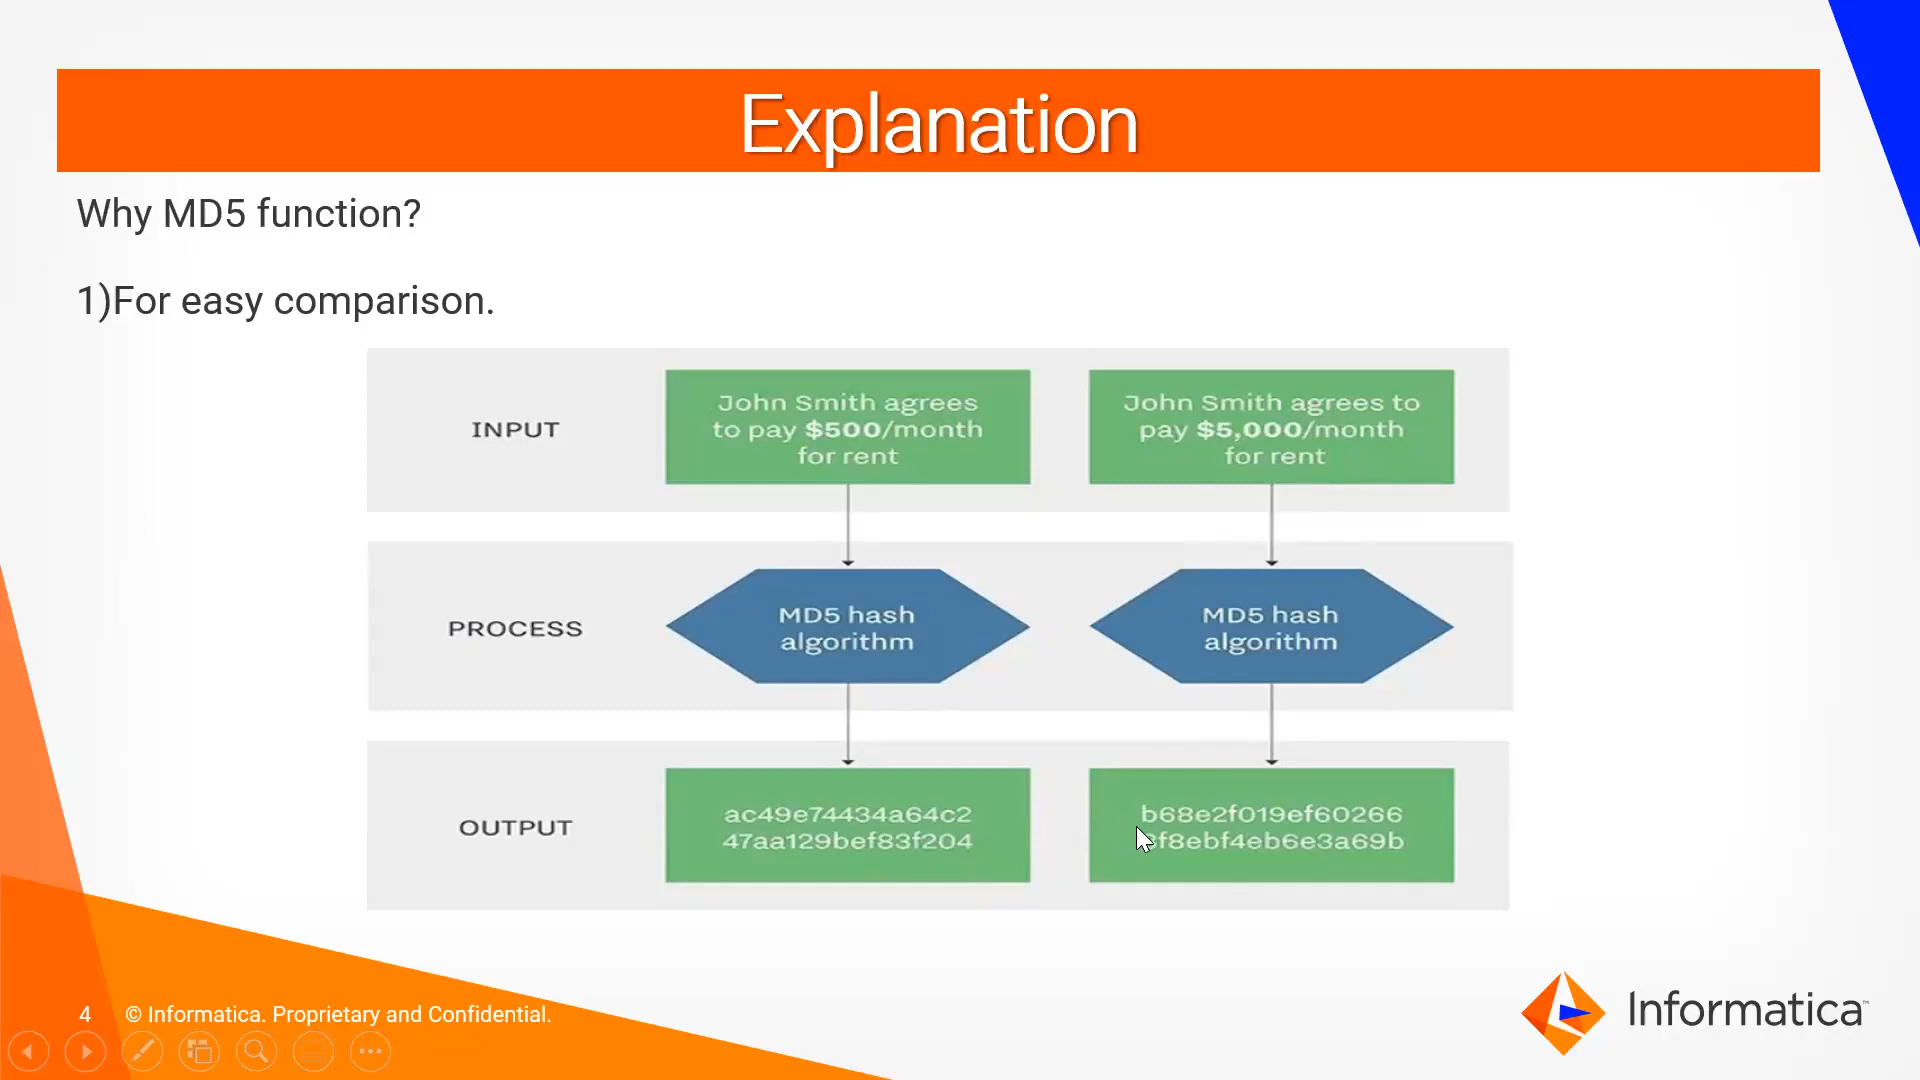 Explanation
Why MD5 function?
1)For easy comparison.
INPUT
John Smith agrees
to pay $500/month
for rent
John Smith agrees to
pay $5,000/month
for rent
PROCESS
MD5 hash
algorithm
MD5 hash
algorithm
OUTPUT
ac49e74434a64c2
47aa129bef83f204
b68e2f019ef60266
4 © Informatica. Proprietary and Confidential.
Informatica™